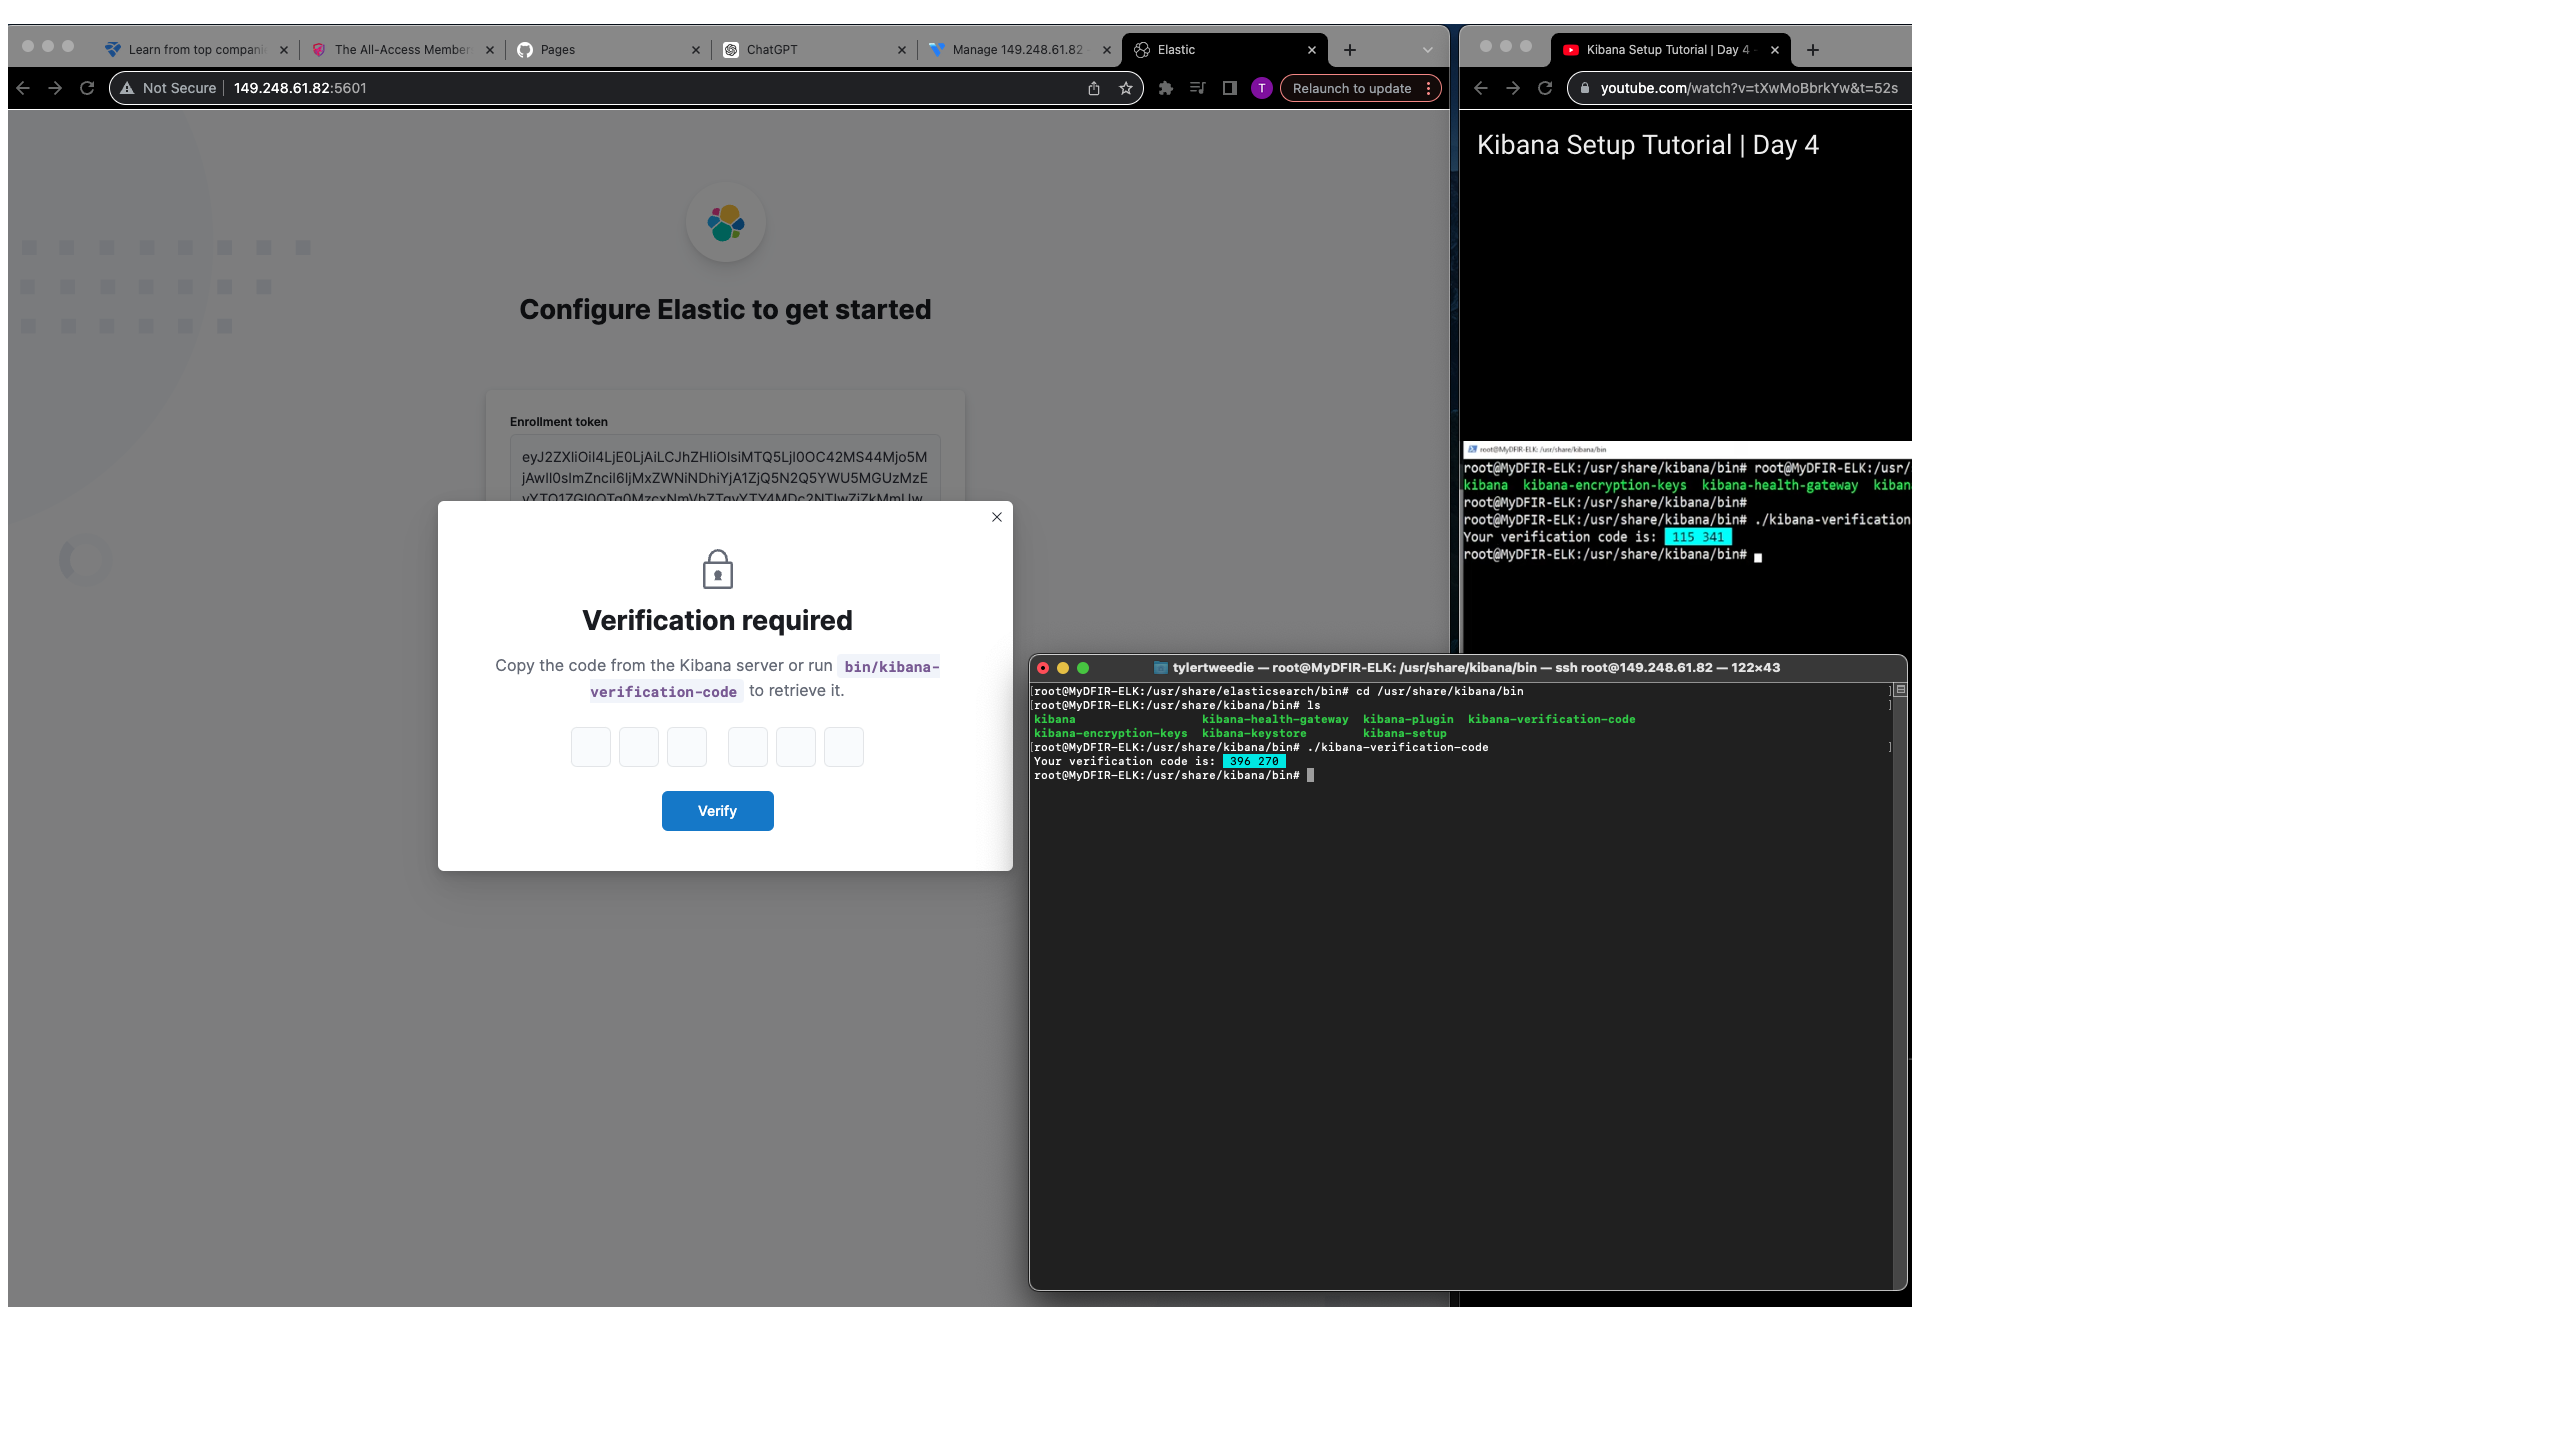 Learn from top compani
The All-Access Member
Pages
ChatGPT
Manage 149.248.61.82 -
Elastic
Not Secure
149.248.61.82:5601
T
Relaunch to update
Configure Elastic to get started
Enrollment token
Verification required
Copy the code from the Kibana server or run bin/kibana-
verification-code to retrieve it.
Verify
Kibana Setup Tutorial | Day 4 -
youtube.com/watch?v=tXwMoBbrkYw&t=52s
Kibana Setup Tutorial | Day 4
root@MyDFIR-ELK: /usr/share/kibana/bin
root@MyDFIR-ELK:/usr/share/kibana/bin# root@MyDFIR-ELK:/usr/
kibana kibana-encryption-keys kibana-health-gateway kiban
root@MyDFIR-ELK:/usr/share/kibana/bin#
root@MyDFIR-ELK:/usr/share/kibana/bin# ./kibana-verification
Your verification code is: 115 341
root@MyDFIR-ELK:/usr/share/kibana/bin#
tylertweedie — root@MyDFIR-ELK: /usr/share/kibana/bin — ssh root@149.248.61.82 — 122×43
[root@MyDFIR-ELK:/usr/share/elasticsearch/bin# cd /usr/share/kibana/bin ]
[root@MyDFIR-ELK:/usr/share/kibana/bin# ls ]
kibana kibana-health-gateway kibana-plugin kibana-verification-code
kibana-encryption-keys kibana-keystore kibana-setup
[root@MyDFIR-ELK:/usr/share/kibana/bin# ./kibana-verification-code ]
Your verification code is: 396 270
root@MyDFIR-ELK:/usr/share/kibana/bin#